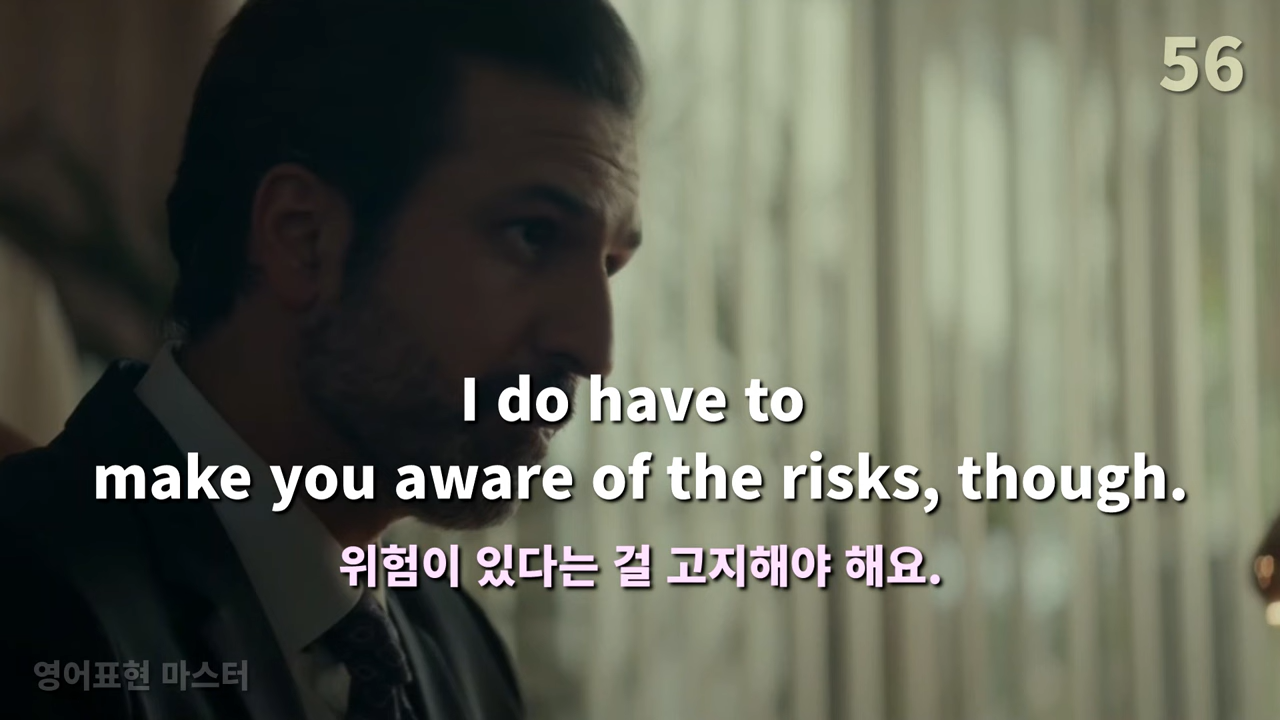 56
I do have to
make you aware of the risks, though.
위험이 있다는 걸 고지해야 해요.
영어표현 마스터